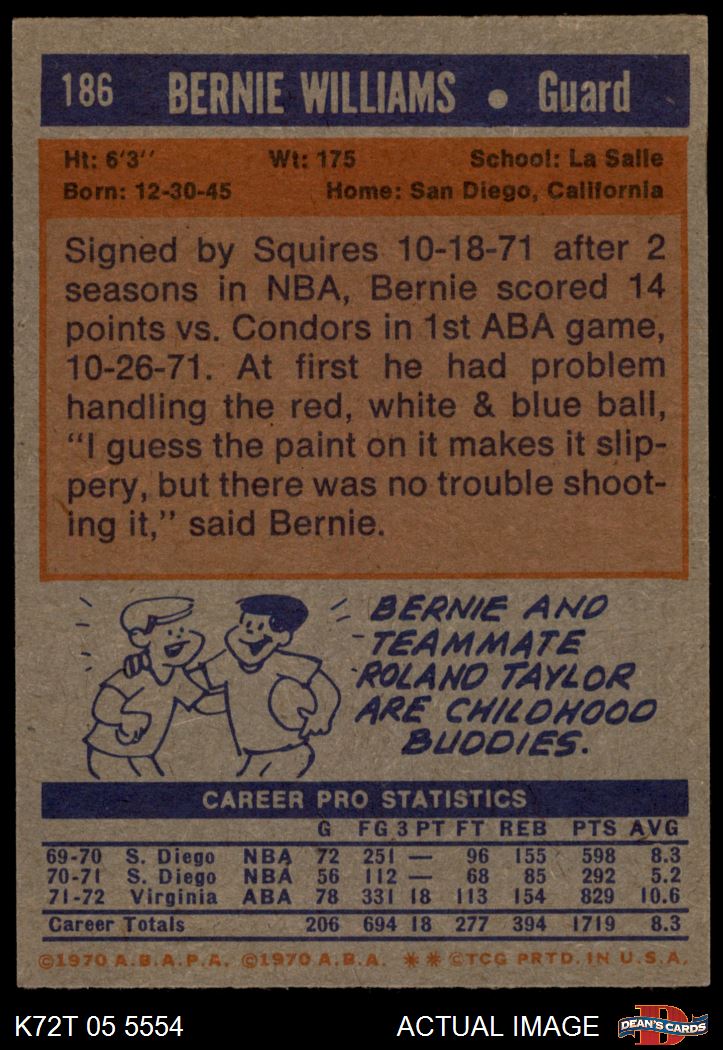 186 BERNIE WILLIAMS • Guard
Ht: 6'3'' Wt: 175 School: La Salle
Born: 12-30-45 Home: San Diego, California
Signed by Squires 10-18-71 after 2
seasons in NBA, Bernie scored 14
points vs. Condors in 1st ABA game,
10-26-71. At first he had problem
handling the red, white & blue ball,
“I guess the paint on it makes it slip-
pery, but there was no trouble shoot-
ing it,” said Bernie.
BERNIE AND
TEAMMATE
ROLAND TAYLOR
ARE CHILDHOOD
BUDDIES.
CAREER PRO STATISTICS
G FG 3 PT FT REB PTS AVG
69-70 S. Diego NBA 72 251 — 96 155 598 8.3
70-71 S. Diego NBA 56 112 — 68 85 292 5.2
71-72 Virginia ABA 78 331 18 113 154 829 10.6
Career Totals 206 694 18 277 394 1719 8.3
©1970 A.B.A.P.A. ©1970 A.B.A. ✶✶©TCG PRTD. IN U.S.A.
K72T 05 5554 ACTUAL IMAGE D DEAN'S CARDS